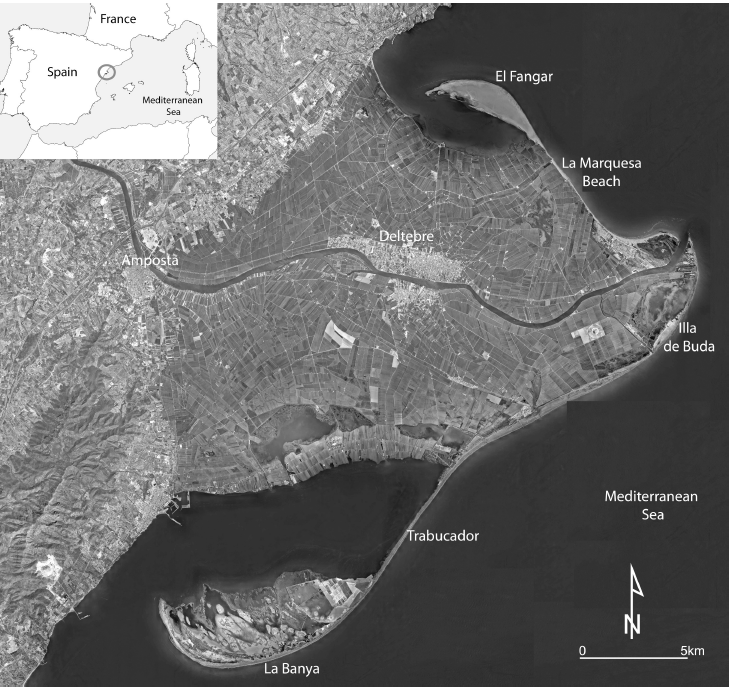 France
Spain
Mediterranean
Sea
El Fangar
La Marquesa
Beach
Deltebre
Amposta
Illa
de Buda
Mediterranean
Sea
Trabucador
La Banya
N
0 5km